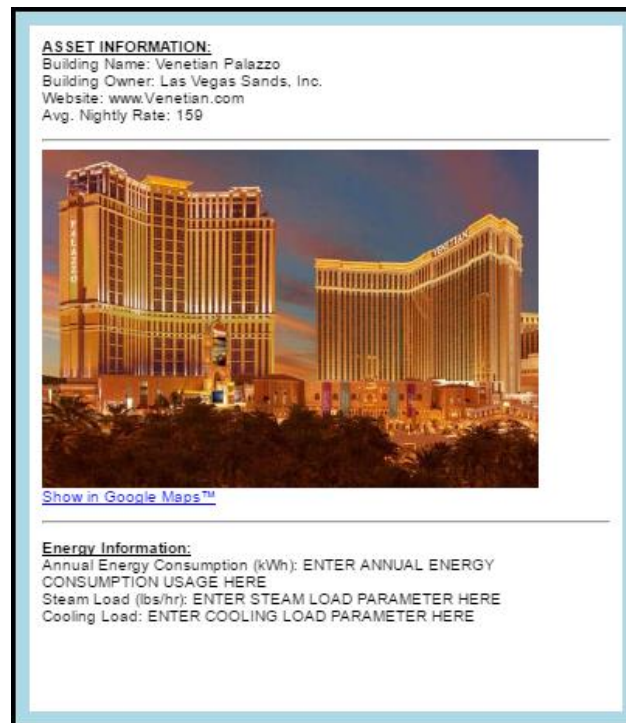 ASSET INFORMATION:
Building Name: Venetian Palazzo
Building Owner: Las Vegas Sands, Inc.
Website: www.Venetian.com
Avg. Nightly Rate: 159
PALAZZO
VENETIAN
Show in Google Maps™
Energy Information:
Annual Energy Consumption (kWh): ENTER ANNUAL ENERGY
CONSUMPTION USAGE HERE
Steam Load (lbs/hr): ENTER STEAM LOAD PARAMETER HERE
Cooling Load: ENTER COOLING LOAD PARAMETER HERE